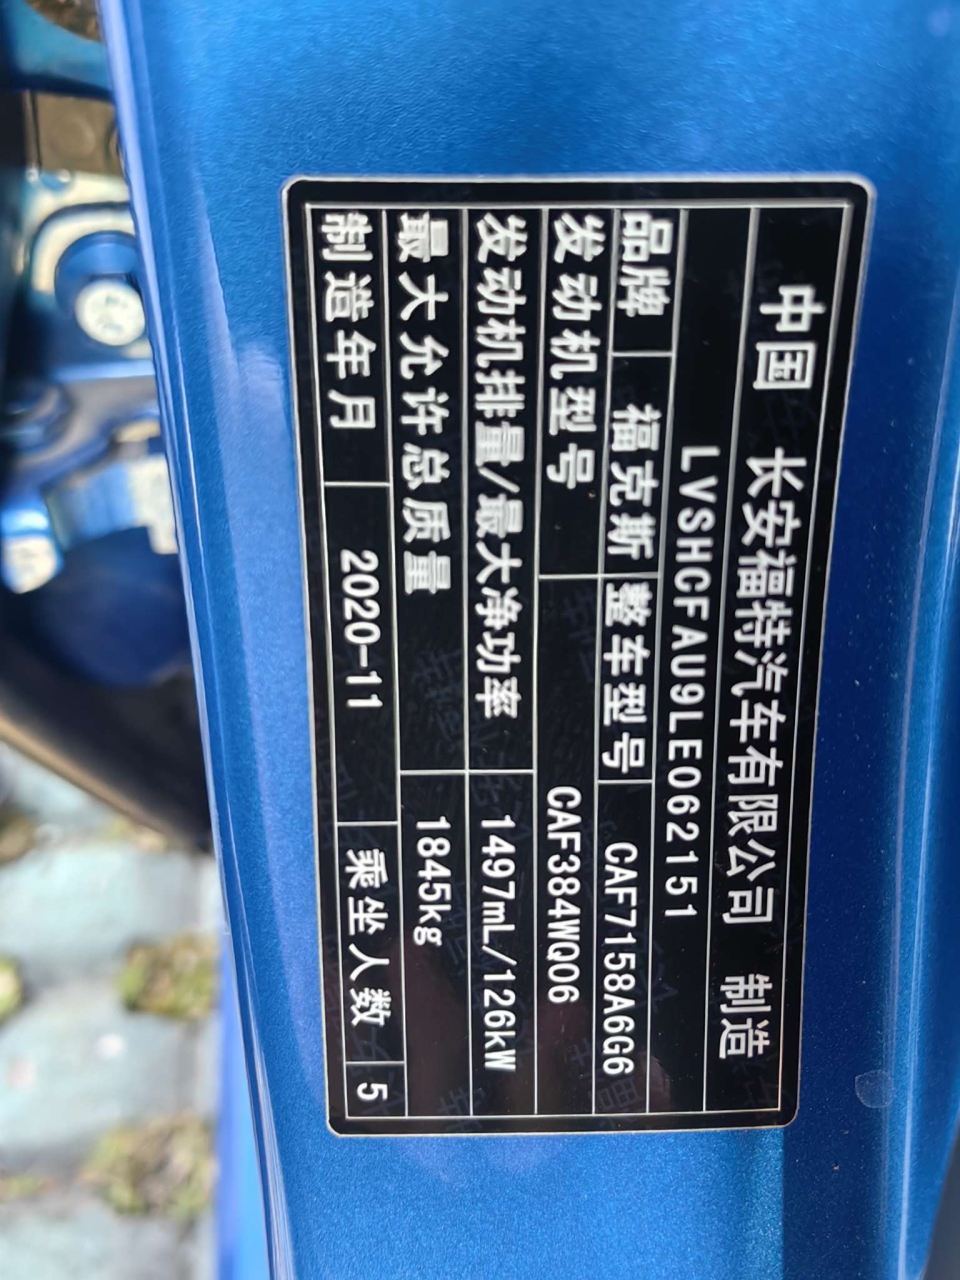 中国 长安福特汽车有限公司 制造
LVSHCFAU9LE062151
品牌 福克斯 整车型号 CAF7158A6G6
发动机型号 CAF384WQ06
发动机排量/最大净功率 1497mL/126kW
最大允许总质量 1845kg
制造年月 2020-11 乘坐人数 5